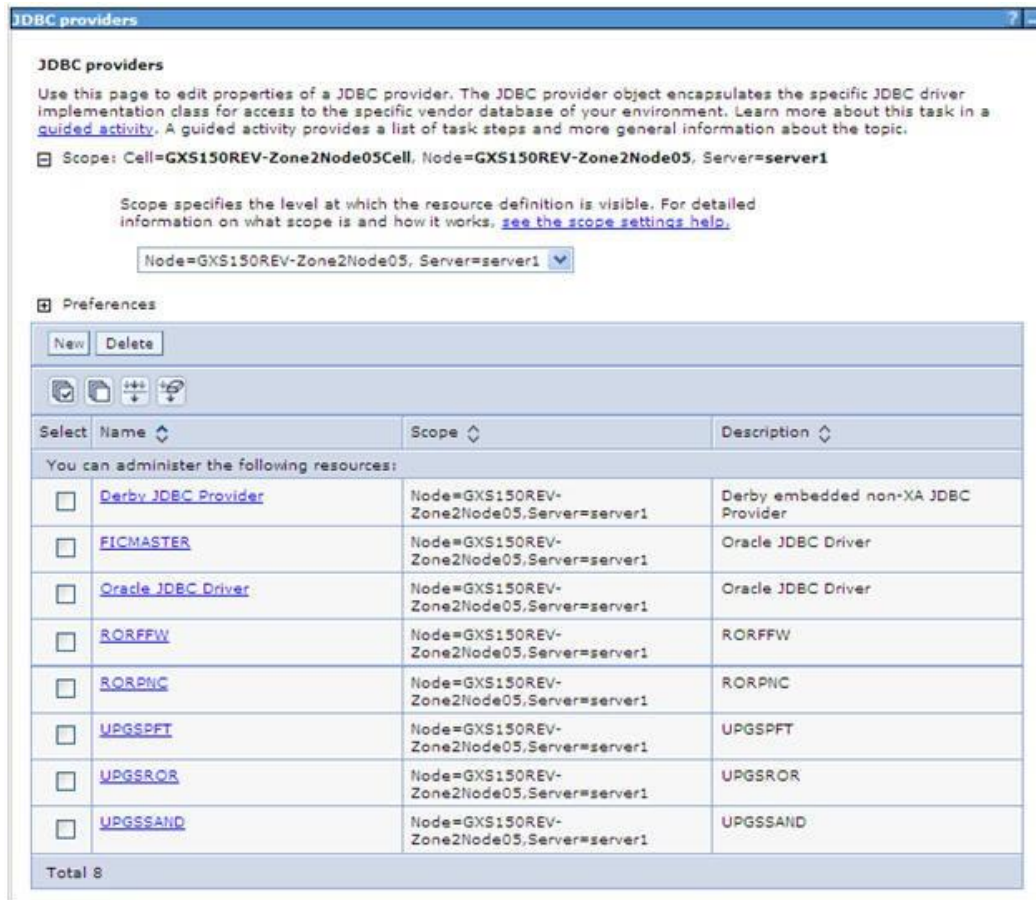 JDBC providers
?
JDBC providers
Use this page to edit properties of a JDBC provider. The JDBC provider object encapsulates the specific JDBC driver
implementation class for access to the specific vendor database of your environment. Learn more about this task in a
guided activity. A guided activity provides a list of task steps and more general information about the topic.
Scope: Cell=GXS150REV-Zone2Node05Cell, Node=GXS150REV-Zone2Node05, Server=server1
Scope specifies the level at which the resource definition is visible. For detailed
information on what scope is and how it works, see the scope settings help.
Node=GXS150REV-Zone2Node05, Server=server1
Preferences
New Delete
Select Name Scope Description
You can administer the following resources:
Derby JDBC Provider Node=GXS150REV- Derby embedded non-XA JDBC
Zone2Node05,Server=server1 Provider
FICMASTER Node=GXS150REV- Oracle JDBC Driver
Zone2Node05,Server=server1
Oracle JDBC Driver Node=GXS150REV- Oracle JDBC Driver
Zone2Node05,Server=server1
RORFFW Node=GXS150REV- RORFFW
Zone2Node05,Server=server1
RORPNC Node=GXS150REV- RORPNC
Zone2Node05,Server=server1
UPGSPFT Node=GXS150REV- UPGSPFT
Zone2Node05,Server=server1
UPGSROR Node=GXS150REV- UPGSROR
Zone2Node05,Server=server1
UPGSSAND Node=GXS150REV- UPGSSAND
Zone2Node05,Server=server1
Total 8